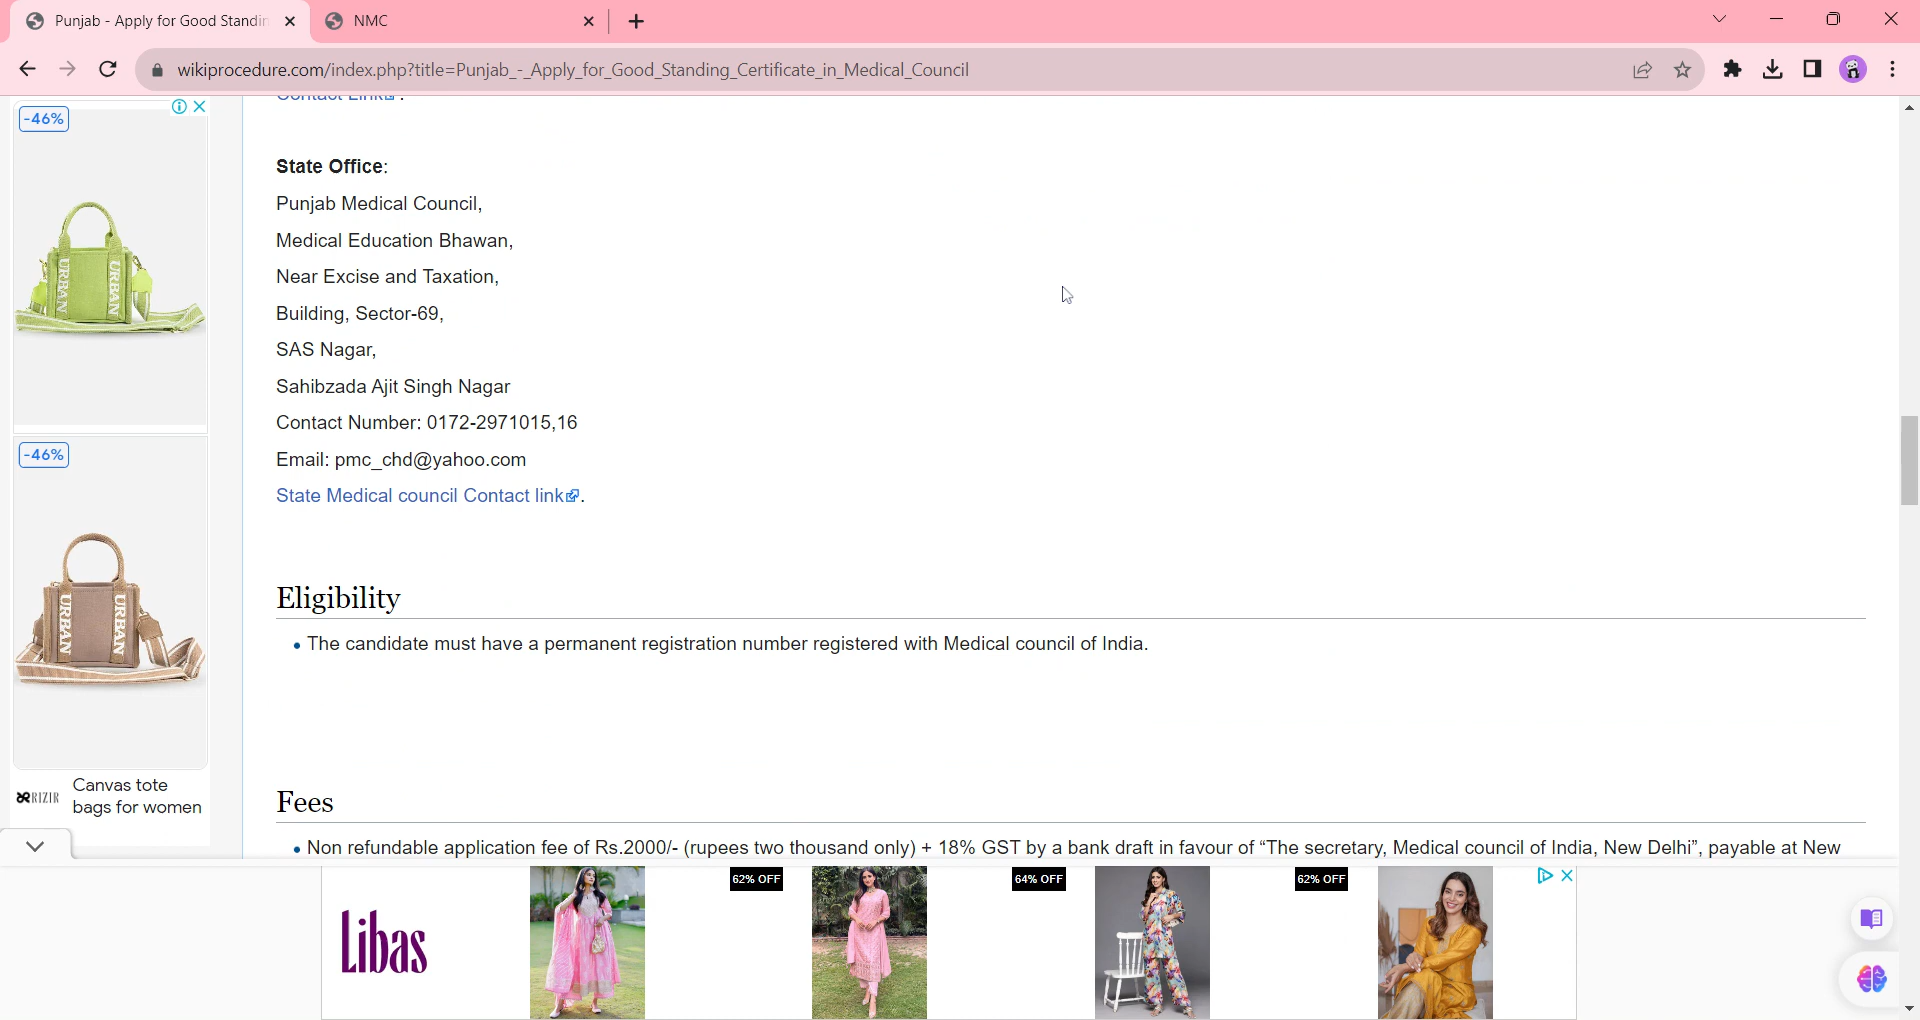 Punjab - Apply for Good Standin
NMC
wikiprocedure.com/index.php?title=Punjab_-_Apply_for_Good_Standing_Certificate_in_Medical_Council
-46%
URBAN
URBAN
-46%
URBAN
URBAN
RIZIR
Canvas tote
bags for women
State Office:
Punjab Medical Council,
Medical Education Bhawan,
Near Excise and Taxation,
Building, Sector-69,
SAS Nagar,
Sahibzada Ajit Singh Nagar
Contact Number: 0172-2971015,16
Email: pmc_chd@yahoo.com
State Medical council Contact link.
Eligibility
• The candidate must have a permanent registration number registered with Medical council of India.
Fees
• Non refundable application fee of Rs.2000/- (rupees two thousand only) + 18% GST by a bank draft in favour of “The secretary, Medical council of India, New Delhi”, payable at New
libas
62% OFF
64% OFF
62% OFF